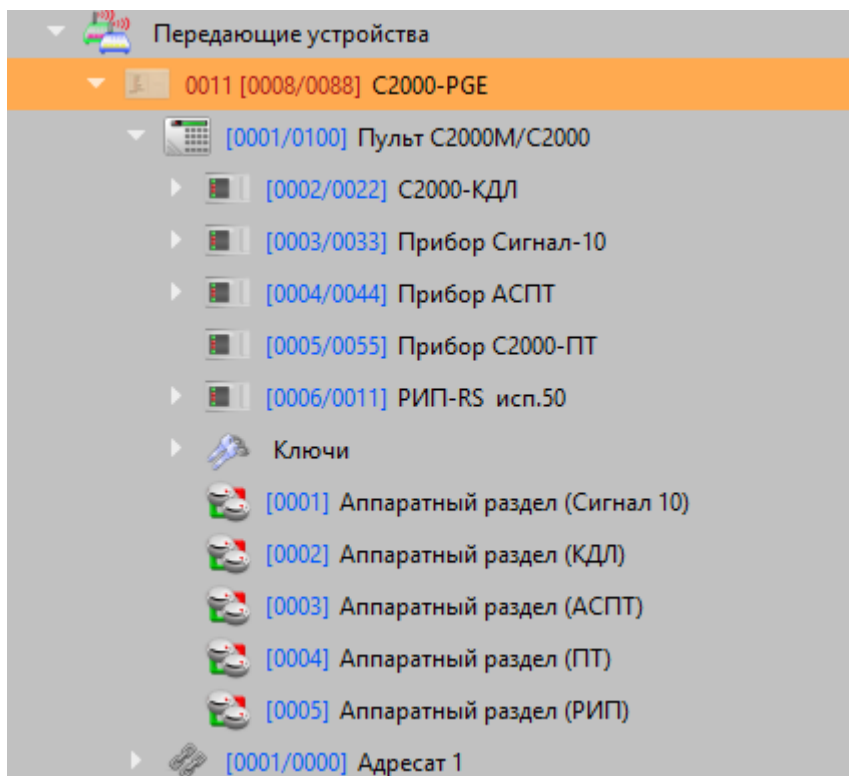 Передающие устройства
0011 [0008/0088] С2000-PGE
[0001/0100] Пульт С2000М/С2000
[0002/0022] С2000-КДЛ
[0003/0033] Прибор Сигнал-10
[0004/0044] Прибор АСПТ
[0005/0055] Прибор С2000-ПТ
[0006/0011] РИП-RS исп.50
Ключи
[0001] Аппаратный раздел (Сигнал 10)
[0002] Аппаратный раздел (КДЛ)
[0003] Аппаратный раздел (АСПТ)
[0004] Аппаратный раздел (ПТ)
[0005] Аппаратный раздел (РИП)
[0001/0000] Адресат 1